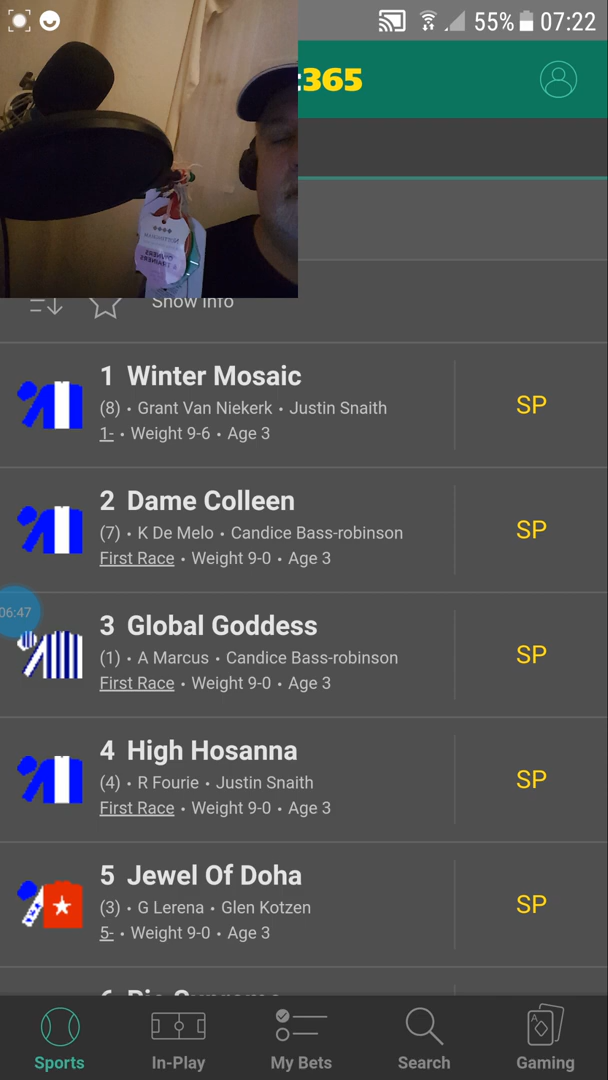 55% 07:22
365
Show Info
1 Winter Mosaic
(8) • Grant Van Niekerk • Justin Snaith
1- • Weight 9-6 • Age 3
SP
2 Dame Colleen
(7) • K De Melo • Candice Bass-robinson
First Race • Weight 9-0 • Age 3
SP
06:47
3 Global Goddess
(1) • A Marcus • Candice Bass-robinson
First Race • Weight 9-0 • Age 3
SP
4 High Hosanna
(4) • R Fourie • Justin Snaith
First Race • Weight 9-0 • Age 3
SP
5 Jewel Of Doha
(3) • G Lerena • Glen Kotzen
5- • Weight 9-0 • Age 3
SP
Sports In-Play My Bets Search Gaming